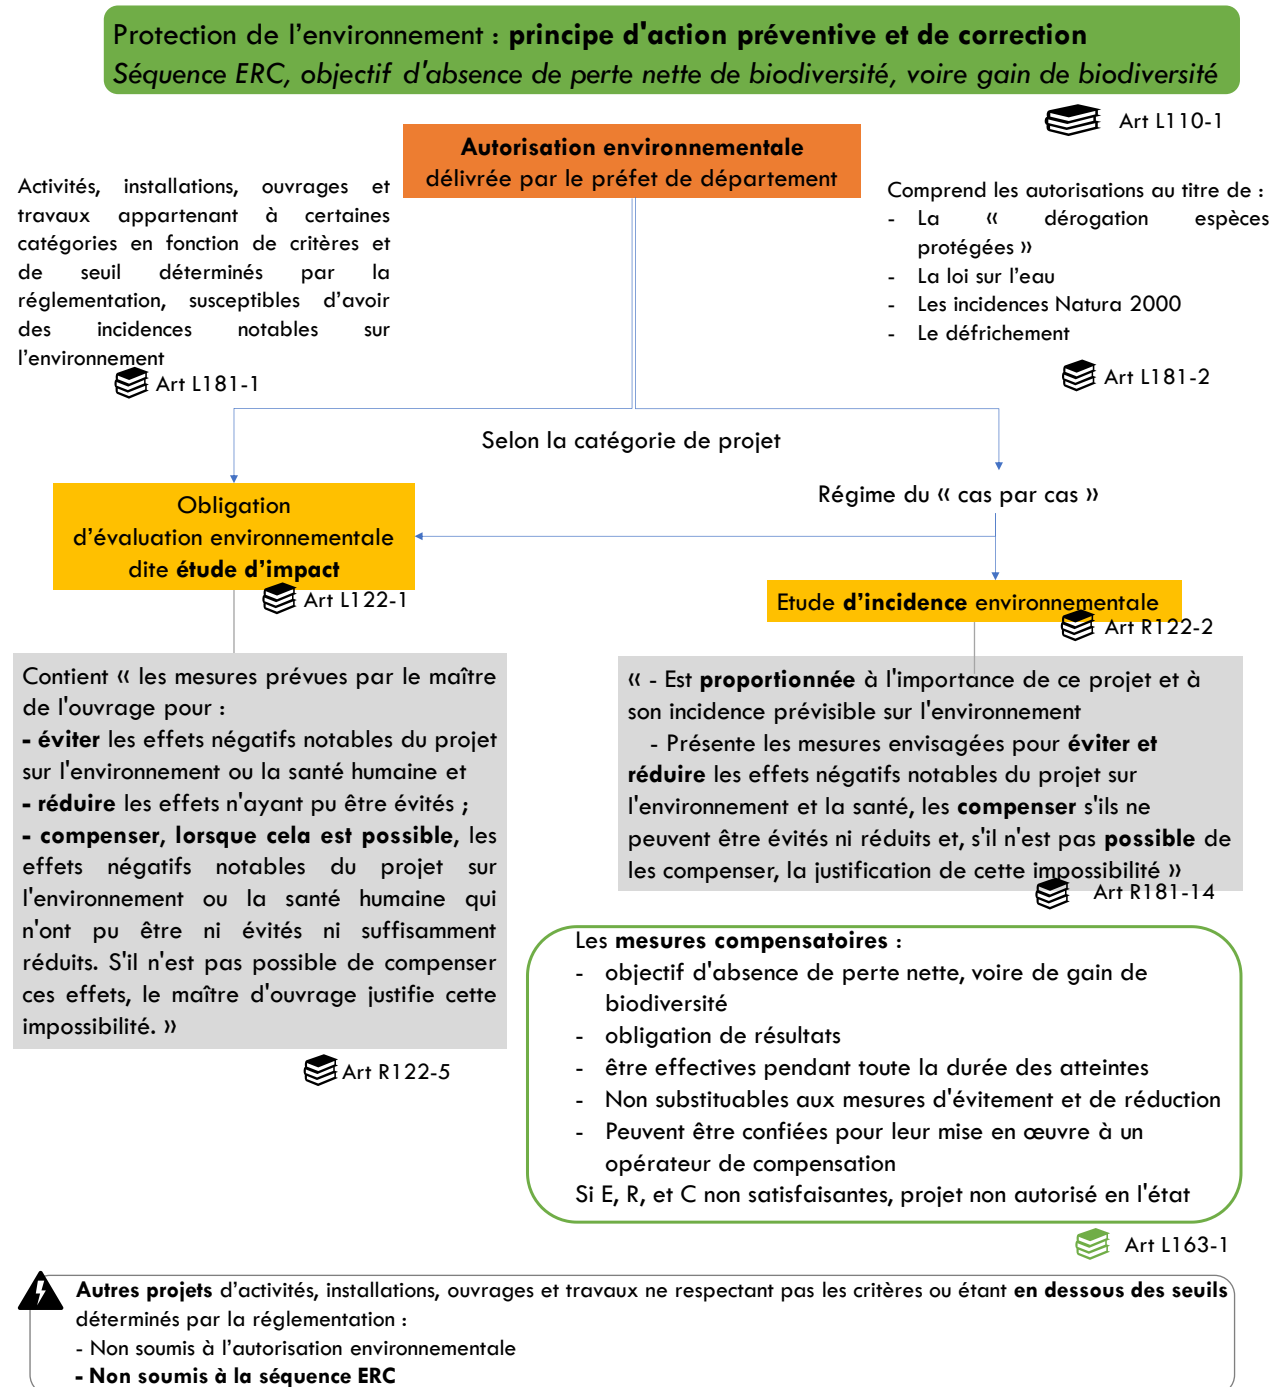 Protection de l'environnement : principe d'action préventive et de correction
Séquence ERC, objectif d'absence de perte nette de biodiversité, voire gain de biodiversité
Art L110-1
Autorisation environnementale
délivrée par le préfet de département
Activités, installations, ouvrages et
travaux appartenant à certaines
catégories en fonction de critères et
de seuil déterminés par la
réglementation, susceptibles d'avoir
des incidences notables sur
l'environnement
Art L181-1
Comprend les autorisations au titre de :
- La « dérogation espèces
protégées »
- La loi sur l'eau
- Les incidences Natura 2000
- Le défrichement
Art L181-2
Selon la catégorie de projet
Obligation
d'évaluation environnementale
dite étude d'impact
Art L122-1
Régime du « cas par cas »
Etude d'incidence environnementale
Art R122-2
Contient « les mesures prévues par le maître
de l'ouvrage pour :
- éviter les effets négatifs notables du projet
sur l'environnement ou la santé humaine et
- réduire les effets n'ayant pu être évités ;
- compenser, lorsque cela est possible, les
effets négatifs notables du projet sur
l'environnement ou la santé humaine qui
n'ont pu être ni évités ni suffisamment
réduits. S'il n'est pas possible de compenser
ces effets, le maître d'ouvrage justifie cette
impossibilité. »
Art R122-5
« - Est proportionnée à l'importance de ce projet et à
son incidence prévisible sur l'environnement
- Présente les mesures envisagées pour éviter et
réduire les effets négatifs notables du projet sur
l'environnement et la santé, les compenser s'ils ne
peuvent être évités ni réduits et, s'il n'est pas possible de
les compenser, la justification de cette impossibilité »
Art R181-14
Les mesures compensatoires :
- objectif d'absence de perte nette, voire de gain de
biodiversité
- obligation de résultats
- être effectives pendant toute la durée des atteintes
- Non substituables aux mesures d'évitement et de réduction
- Peuvent être confiées pour leur mise en œuvre à un
opérateur de compensation
Si E, R, et C non satisfaisantes, projet non autorisé en l'état
Art L163-1
Autres projets d'activités, installations, ouvrages et travaux ne respectant pas les critères ou étant en dessous des seuils
déterminés par la réglementation :
- Non soumis à l'autorisation environnementale
- Non soumis à la séquence ERC